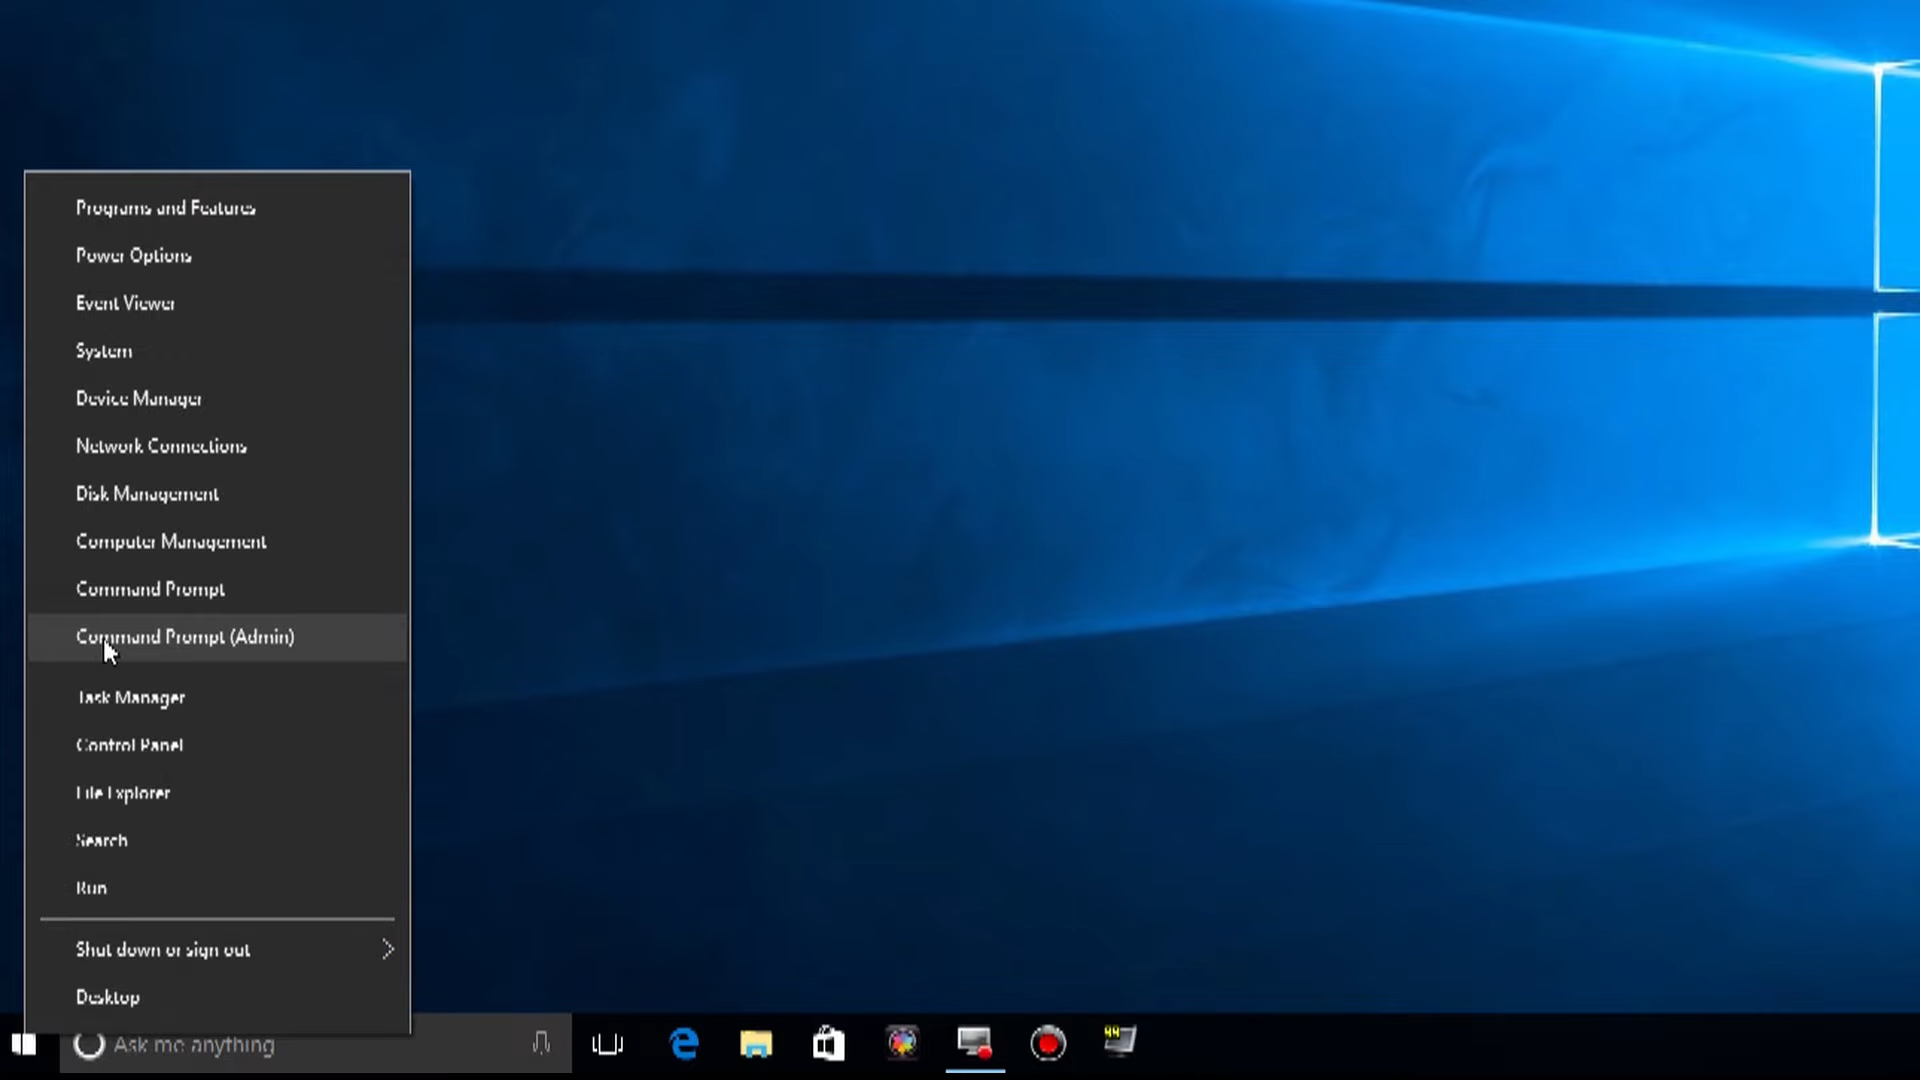 Programs and Features
Power Options
Event Viewer
System
Device Manager
Network Connections
Disk Management
Computer Management
Command Prompt
Command Prompt (Admin)
Task Manager
Control Panel
File Explorer
Search
Run
Shut down or sign out
Desktop
Ask me anything
99